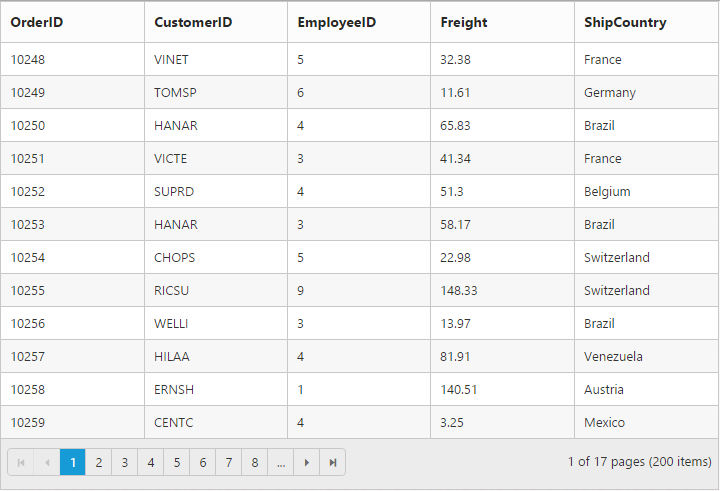 OrderID CustomerID EmployeeID Freight ShipCountry
10248 VINET 5 32.38 France
10249 TOMSP 6 11.61 Germany
10250 HANAR 4 65.83 Brazil
10251 VICTE 3 41.34 France
10252 SUPRD 4 51.3 Belgium
10253 HANAR 3 58.17 Brazil
10254 CHOPS 5 22.98 Switzerland
10255 RICSU 9 148.33 Switzerland
10256 WELLI 3 13.97 Brazil
10257 HILAA 4 81.91 Venezuela
10258 ERNSH 1 140.51 Austria
10259 CENTC 4 3.25 Mexico
1 2 3 4 5 6 7 8 ... 1 of 17 pages (200 items)